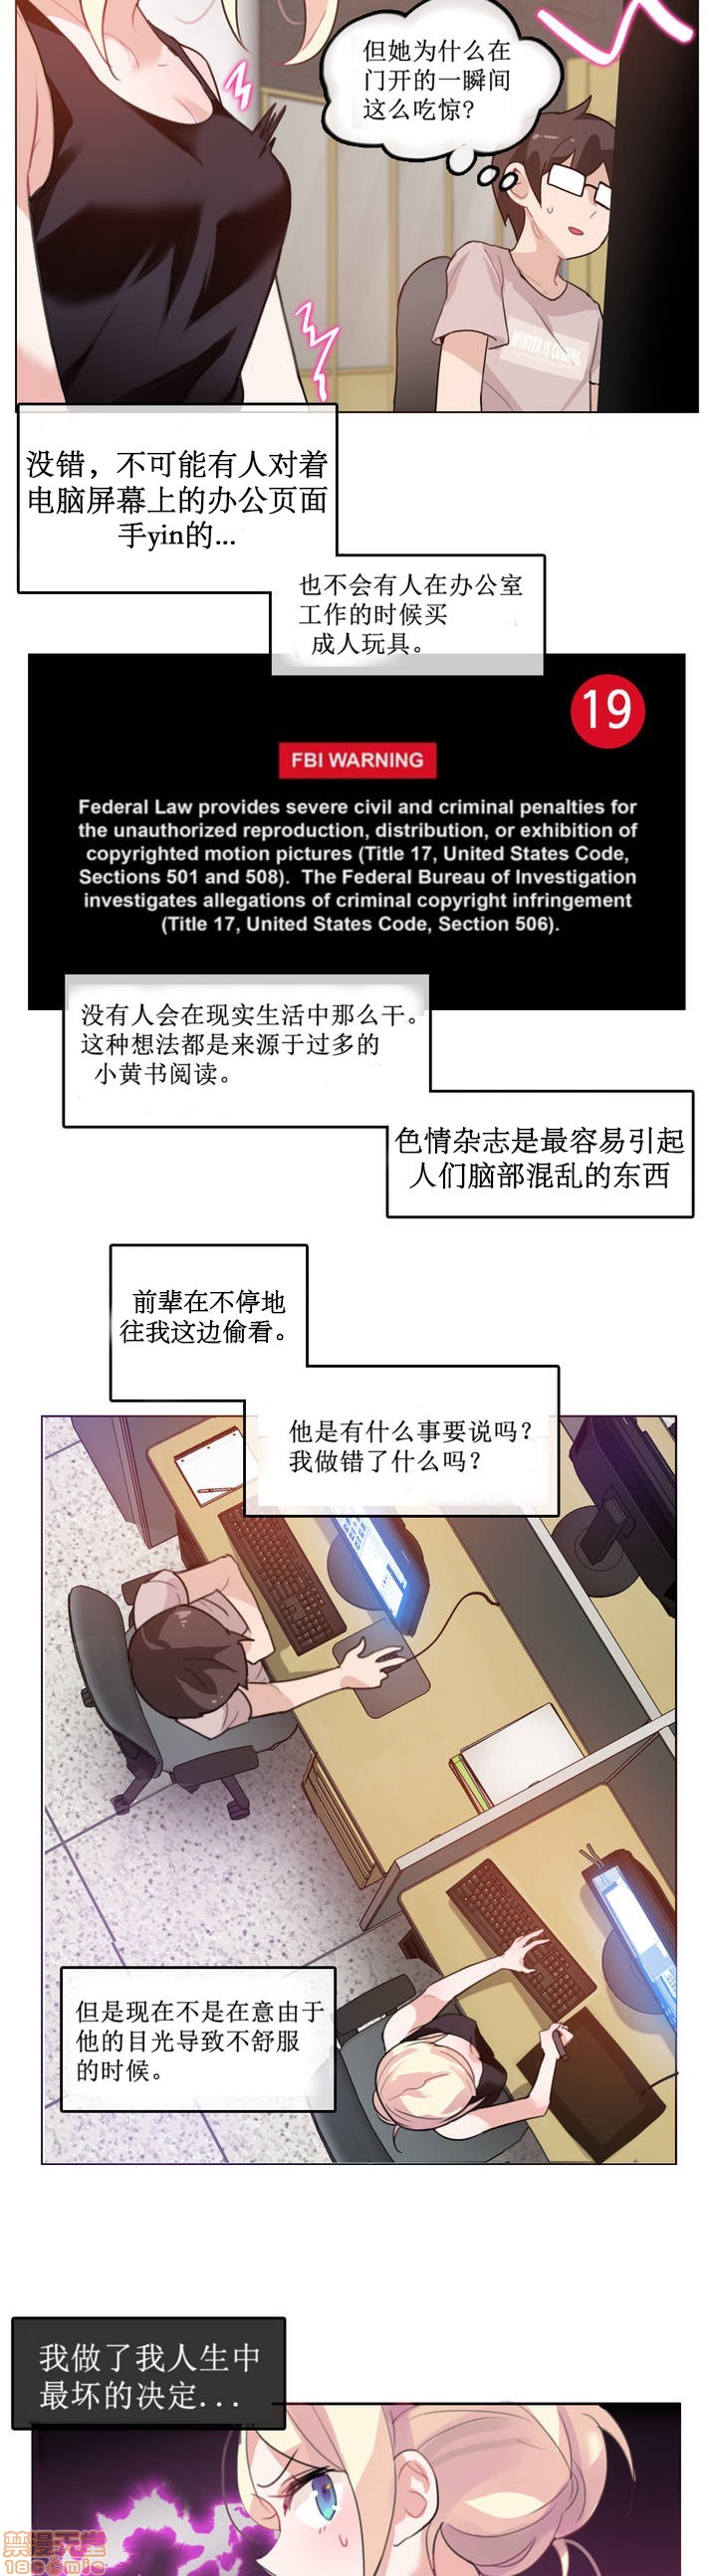 但她为什么在
门开的一瞬间
这么吃惊?
WINTER IS COMING
没错，不可能有人对着
电脑屏幕上的办公页面
手yin的...
也不会有人在办公室
工作的时候买
成人玩具。
19
FBI WARNING
Federal Law provides severe civil and criminal penalties for
the unauthorized reproduction, distribution, or exhibition of
copyrighted motion pictures (Title 17, United States Code,
Sections 501 and 508). The Federal Bureau of Investigation
investigates allegations of criminal copyright infringement
(Title 17, United States Code, Section 506).
没有人会在现实生活中那么干。
这种想法都是来源于过多的
小黄书阅读。
色情杂志是最容易引起
人们脑部混乱的东西
前辈在不停地
往我这边偷看。
他是有什么事要说吗?
我做错了什么吗?
但是现在不是在意由于
他的目光导致不舒服
的时候。
我做了我人生中
最坏的决定...
禁漫天堂
18comic